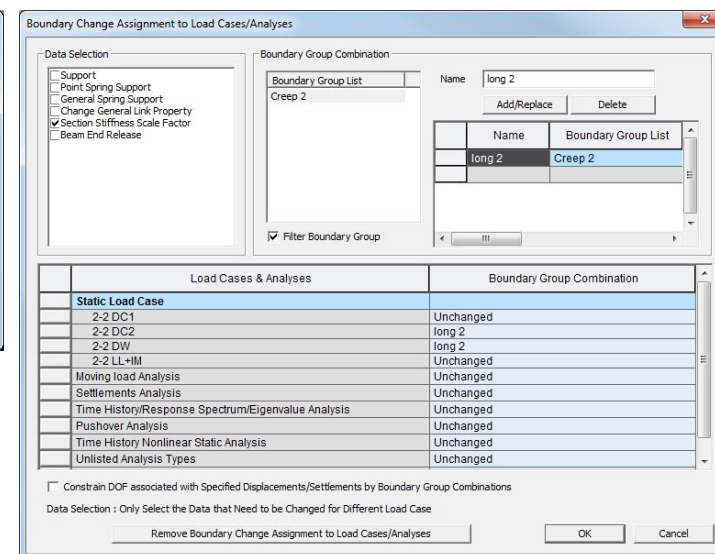 Boundary Change Assignment to Load Cases/Analyses
Data Selection
Support
Point Spring Support
General Spring Support
Change General Link Property
Section Stiffness Scale Factor
Beam End Release
Boundary Group Combination
Boundary Group List
Creep 2
Filter Boundary Group
Name long 2
Add/Replace Delete
Name Boundary Group List
long 2 Creep 2
Load Cases & Analyses Boundary Group Combination
Static Load Case
2-2 DC1 Unchanged
2-2 DC2 long 2
2-2 DW long 2
2-2 LL+IM Unchanged
Moving load Analysis Unchanged
Settlements Analysis Unchanged
Time History/Response Spectrum/Eigenvalue Analysis Unchanged
Pushover Analysis Unchanged
Time History Nonlinear Static Analysis Unchanged
Unlisted Analysis Types Unchanged
Constrain DOF associated with Specified Displacements/Settlements by Boundary Group Combinations
Data Selection : Only Select the Data that Need to be Changed for Different Load Case
Remove Boundary Change Assignment to Load Cases/Analyses OK Cancel